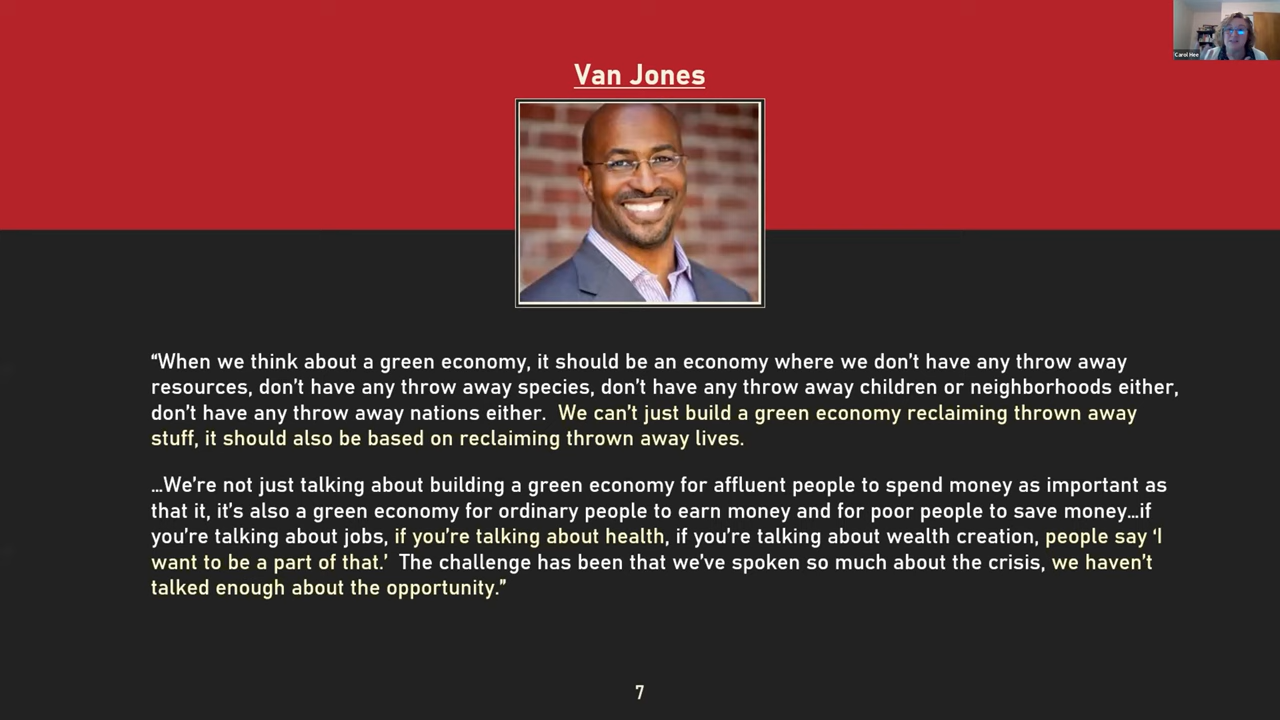 Carol Hee
Van Jones
“When we think about a green economy, it should be an economy where we don’t have any throw away
resources, don’t have any throw away species, don’t have any throw away children or neighborhoods either,
don’t have any throw away nations either.  We can’t just build a green economy reclaiming thrown away
stuff, it should also be based on reclaiming thrown away lives.
…We’re not just talking about building a green economy for affluent people to spend money as important as
that it, it’s also a green economy for ordinary people to earn money and for poor people to save money…if
you’re talking about jobs, if you’re talking about health, if you’re talking about wealth creation, people say ‘I
want to be a part of that.’  The challenge has been that we’ve spoken so much about the crisis, we haven’t
talked enough about the opportunity.”
7